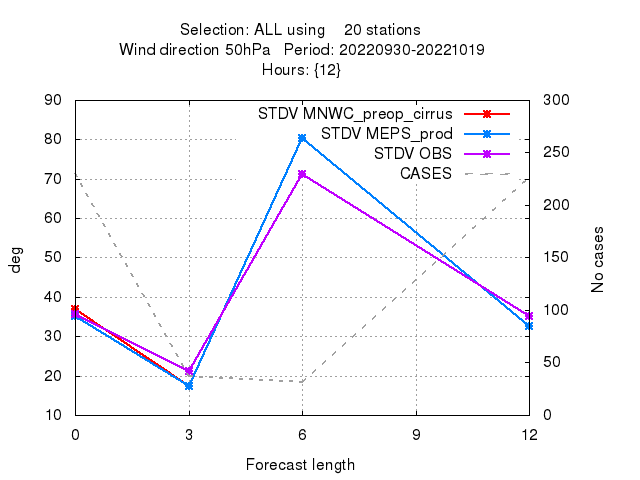 Selection: ALL using    20 stations
Wind direction 50hPa   Period: 20220930-20221019
Hours: {12}
90
80
70
60
50
40
30
20
10
300
250
200
150
100
50
0
STDV MNWC_preop_cirrus
STDV MEPS_prod
STDV OBS
CASES
deg
No cases
0
3
6
9
12
Forecast length